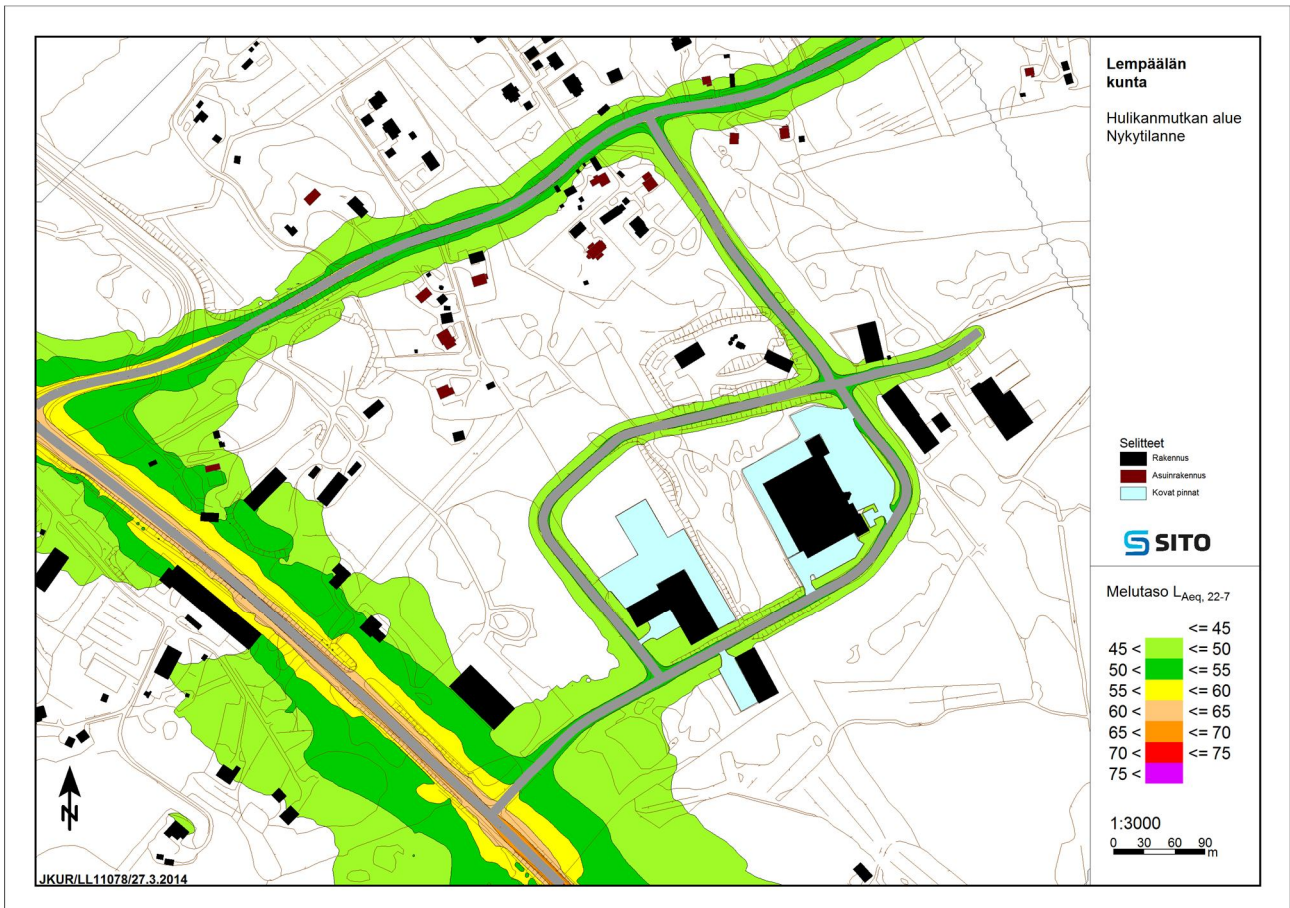 Lempäälän
kunta
Hulikanmutkan alue
Nykytilanne
Selitteet
Rakennus
Asuinrakennus
Kovat pinnat
SITO
Melutaso L Aeq, 22-7
<= 45
45 < <= 50
50 < <= 55
55 < <= 60
60 < <= 65
65 < <= 70
70 < <= 75
75 <
1:3000
0 30 60 90
m
N
JKUR/LL11078/27.3.2014